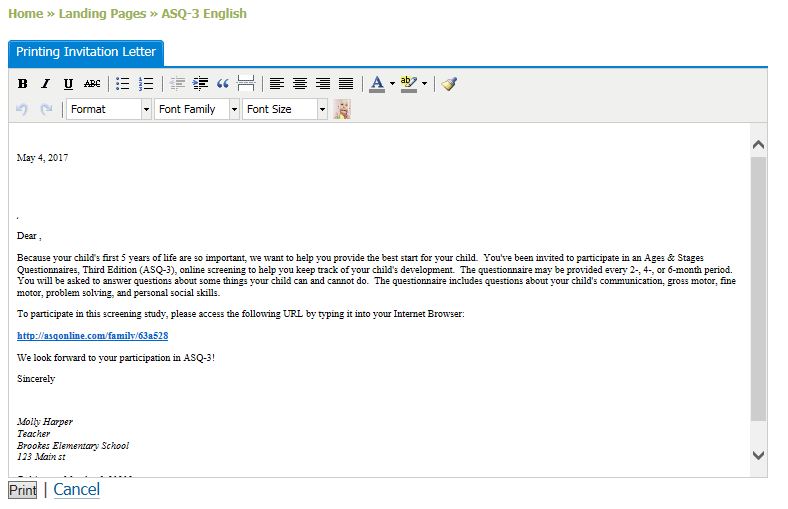 Home » Landing Pages » ASQ-3 English
Printing Invitation Letter
B I U ABC
Format Font Family Font Size
May 4, 2017
,
Dear ,
Because your child's first 5 years of life are so important, we want to help you provide the best start for your child. You've been invited to participate in an Ages & Stages
Questionnaires, Third Edition (ASQ-3), online screening to help you keep track of your child's development. The questionnaire may be provided every 2-, 4-, or 6-month period.
You will be asked to answer questions about some things your child can and cannot do. The questionnaire includes questions about your child's communication, gross motor, fine
motor, problem solving, and personal social skills.
To participate in this screening study, please access the following URL by typing it into your Internet Browser:
http://asqonline.com/family/63a528
We look forward to your participation in ASQ-3!
Sincerely
Molly Harper
Teacher
Brookes Elementary School
123 Main st
Print | Cancel